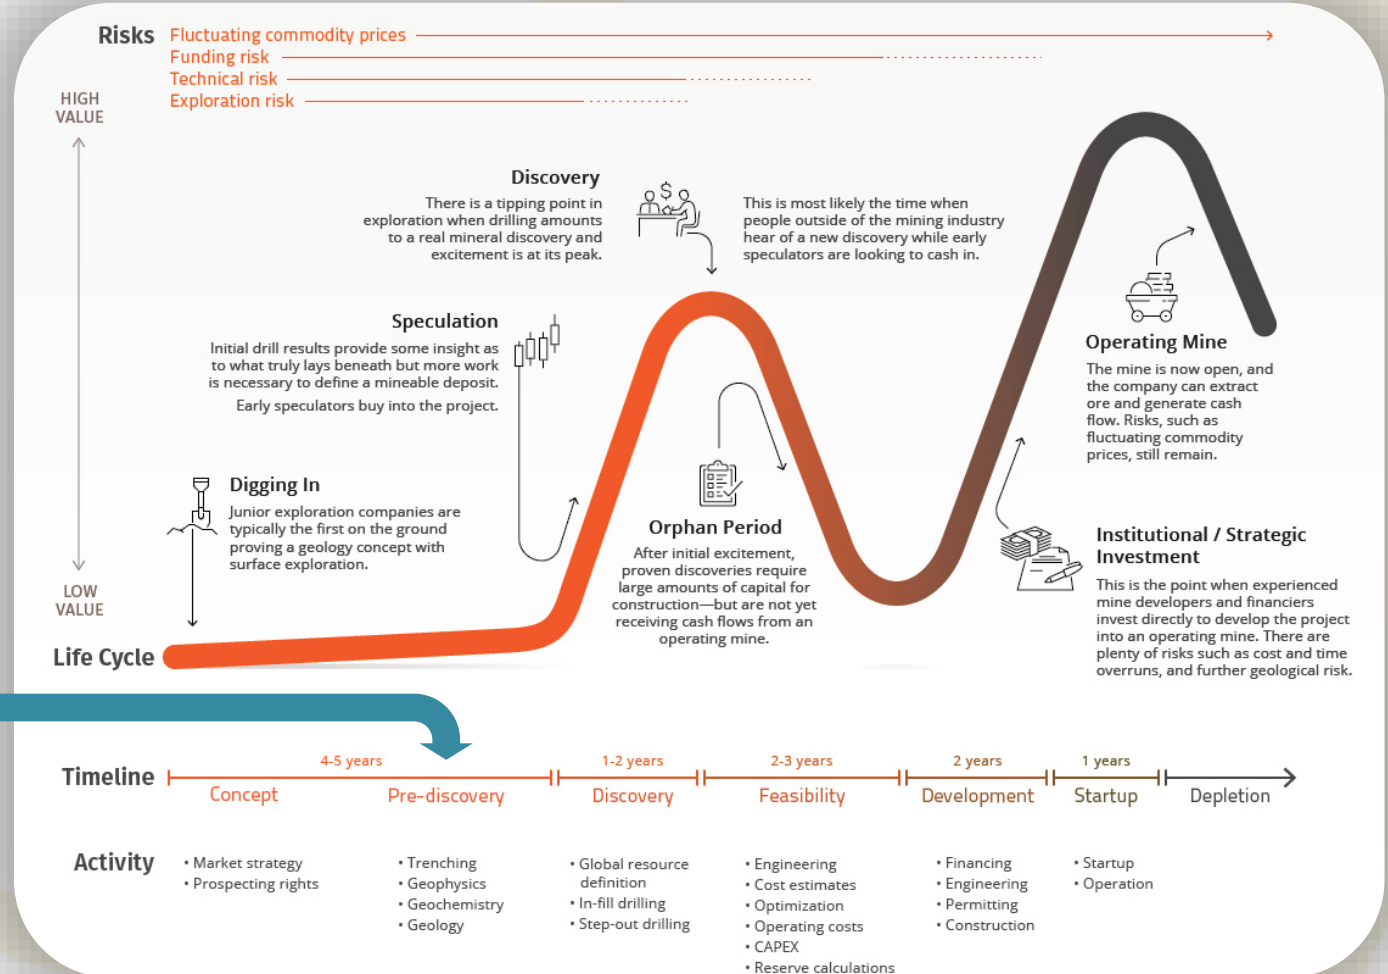 Risks
Fluctuating commodity prices
Funding risk
Technical risk
Exploration risk
HIGH
VALUE
Discovery
There is a tipping point in
exploration when drilling amounts
to a real mineral discovery and
excitement is at its peak.
$
This is most likely the time when
people outside of the mining industry
hear of a new discovery while early
speculators are looking to cash in.
Speculation
Initial drill results provide some insight as
to what truly lays beneath but more work
is necessary to define a mineable deposit.
Early speculators buy into the project.
Operating Mine
The mine is now open, and
the company can extract
ore and generate cash
flow. Risks, such as
fluctuating commodity
prices, still remain.
Digging In
Junior exploration companies are
typically the first on the ground
proving a geology concept with
surface exploration.
Orphan Period
After initial excitement,
proven discoveries require
large amounts of capital for
construction—but are not yet
receiving cash flows from an
operating mine.
Institutional / Strategic
Investment
This is the point when experienced
mine developers and financiers
invest directly to develop the project
into an operating mine. There are
plenty of risks such as cost and time
overruns, and further geological risk.
LOW
VALUE
Life Cycle
Timeline
4-5 years
1-2 years
2-3 years
2 years
1 years
Concept
Pre-discovery
Discovery
Feasibility
Development
Startup
Depletion
Activity
• Market strategy
• Prospecting rights
• Trenching
• Geophysics
• Geochemistry
• Geology
• Global resource
definition
• In-fill drilling
• Step-out drilling
• Engineering
• Cost estimates
• Optimization
• Operating costs
• CAPEX
• Reserve calculations
• Financing
• Engineering
• Permitting
• Construction
• Startup
• Operation